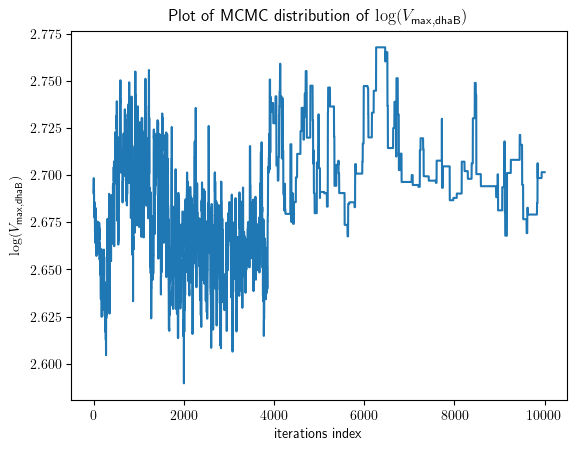 Plot of MCMC distribution of log(V_max,dhaB)
2.775
2.750
2.725
2.700
2.675
2.650
2.625
2.600
log(V_max,dhaB)
0 2000 4000 6000 8000 10000
iterations index